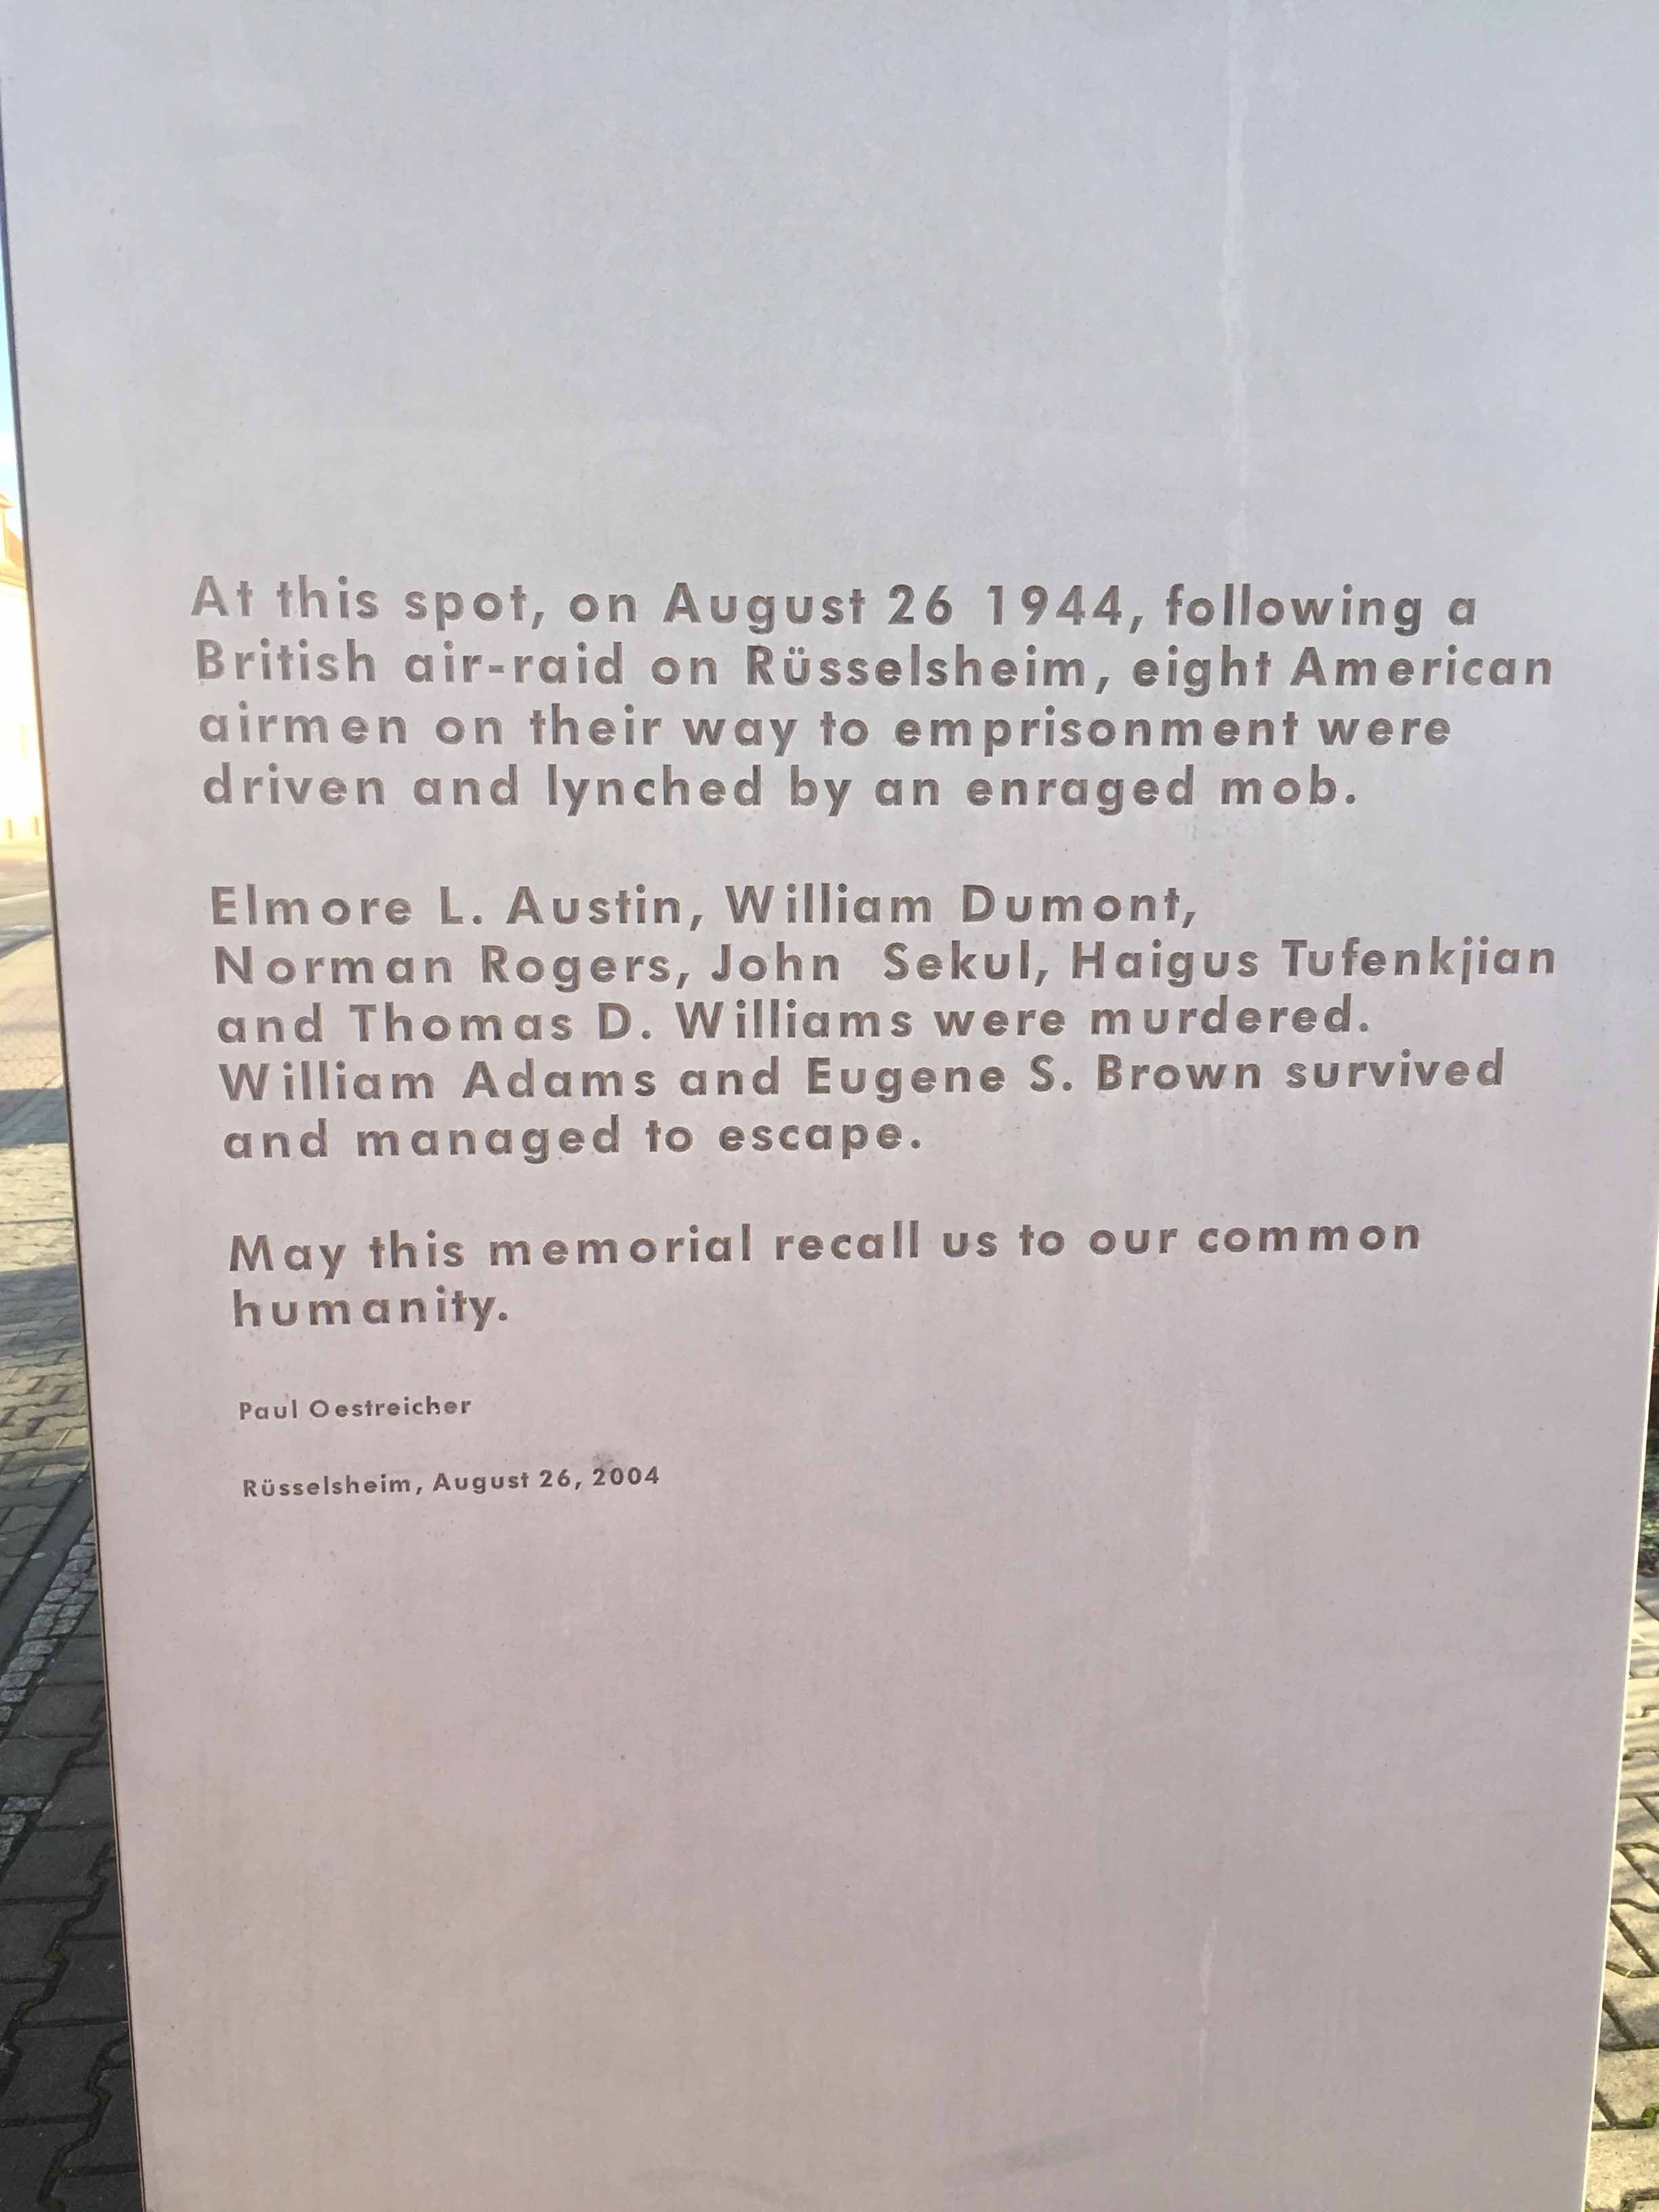 At this spot, on August 26 1944, following a
British air-raid on Rüsselsheim, eight American
airmen on their way to emprisonment were
driven and lynched by an enraged mob.
Elmore L. Austin, William Dumont,
Norman Rogers, John Sekul, Haigus Tufenkjian
and Thomas D. Williams were murdered.
William Adams and Eugene S. Brown survived
and managed to escape.
May this memorial recall us to our common
humanity.
Paul Oestreicher
Rüsselsheim, August 26, 2004